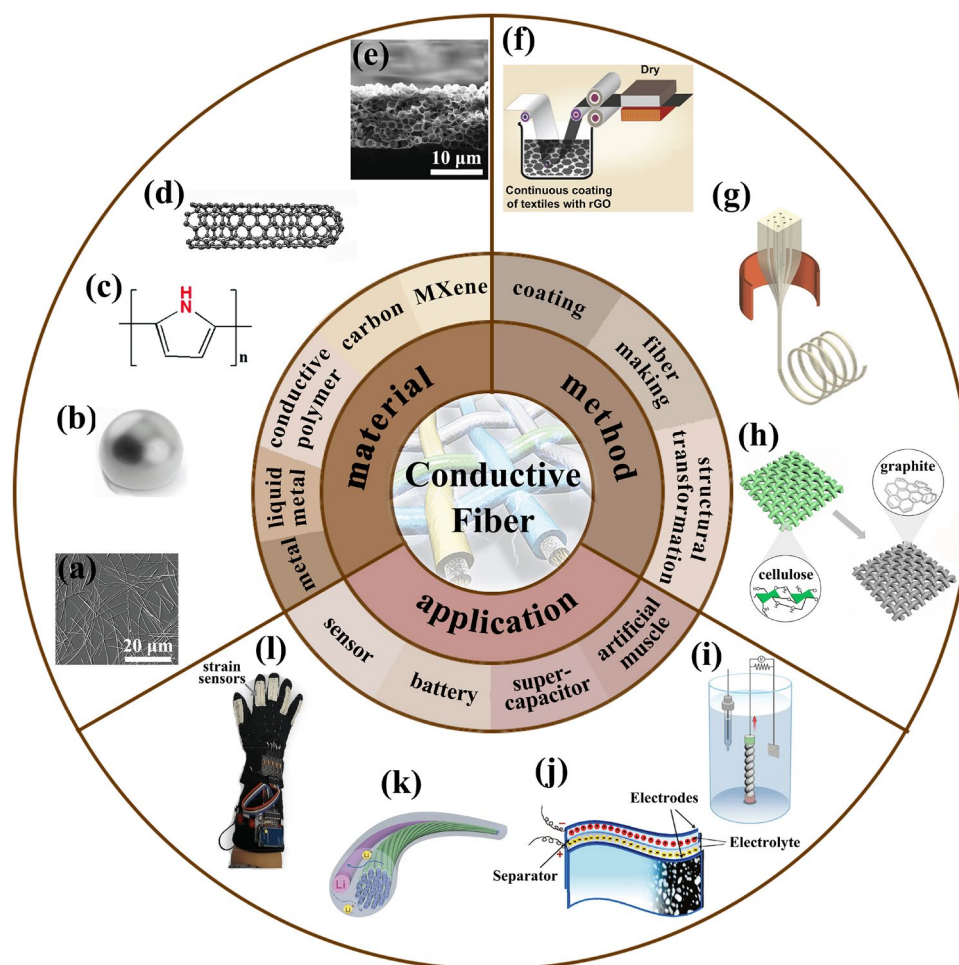 (e)
10 μm
(f)
Dry
Continuous coating
of textiles with rGO
(d)
(g)
(c)
H
N
n
(b)
(a)
20 μm
MXene
carbon
conductive
polymer
liquid
metal
metal
material
coating
fiber
making
structural
transformation
method
Conductive
Fiber
application
sensor
battery
super-
capacitor
artificial
muscle
(h)
graphite
cellulose
(i)
V
(l)
strain
sensors
(k)
Li
Li
Li
(j)
Electrodes
Electrolyte
Separator
−
+